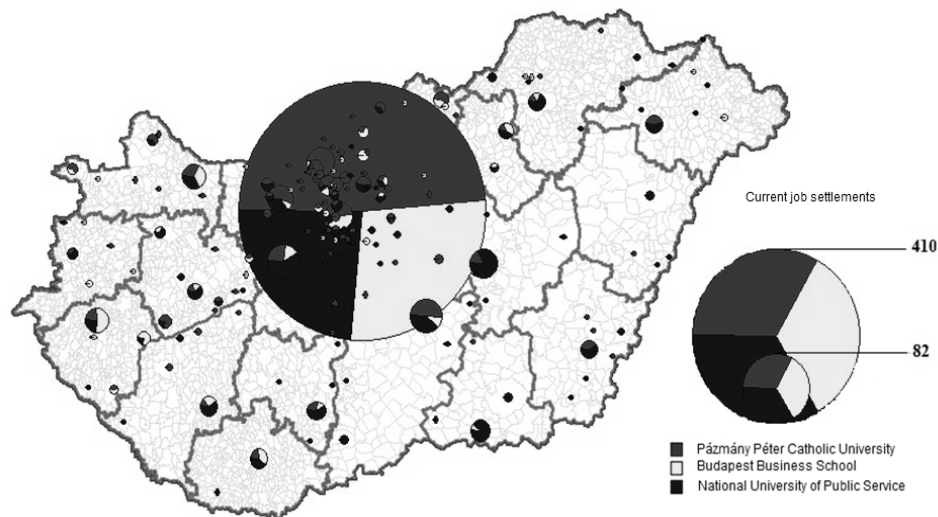 Current job settlements
410
82
Pázmány Péter Catholic University
Budapest Business School
National University of Public Service